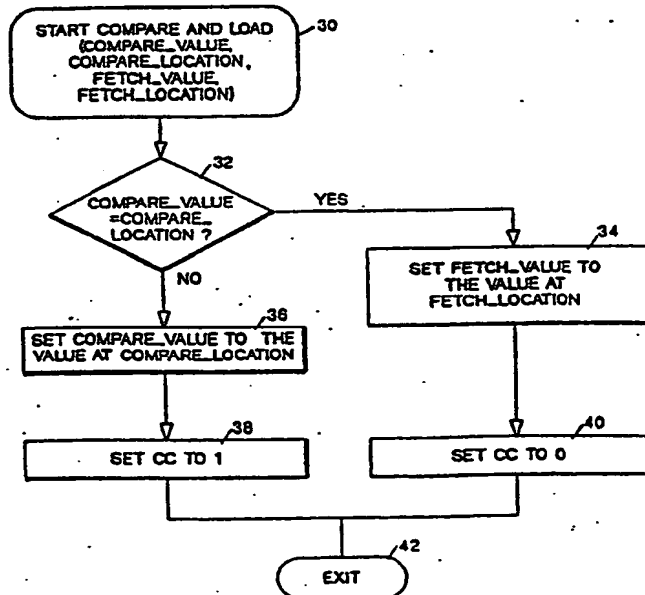 START COMPARE AND LOAD
(COMPARE_VALUE,
COMPARE_LOCATION,
FETCH_VALUE,
FETCH_LOCATION)
30
32
COMPARE_VALUE
=COMPARE_
LOCATION ?
YES
NO
34
SET FETCH_VALUE TO
THE VALUE AT
FETCH_LOCATION
36
SET COMPARE_VALUE TO THE
VALUE AT COMPARE_LOCATION
38
SET CC TO 1
40
SET CC TO 0
42
EXIT